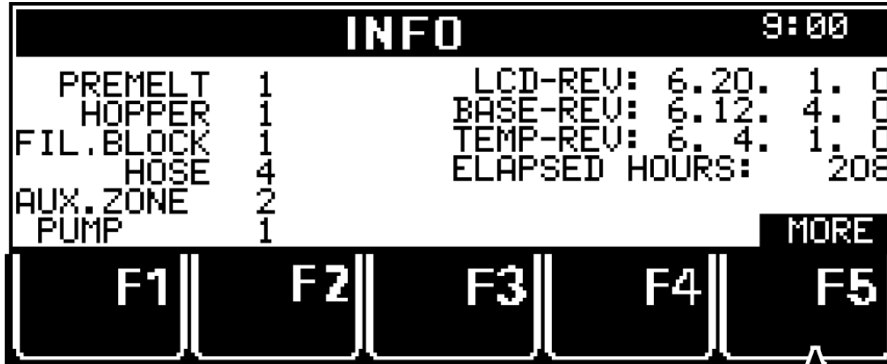 INFO 9:00
PREMELT 1 LCD-REV: 6.20. 1.
HOPPER 1 BASE-REV: 6.12. 4.
FIL.BLOCK 1 TEMP-REV: 6. 4. 1.
HOSE 4 ELAPSED HOURS: 208
AUX.ZONE 2
PUMP 1 MORE
F1 F2 F3 F4 F5